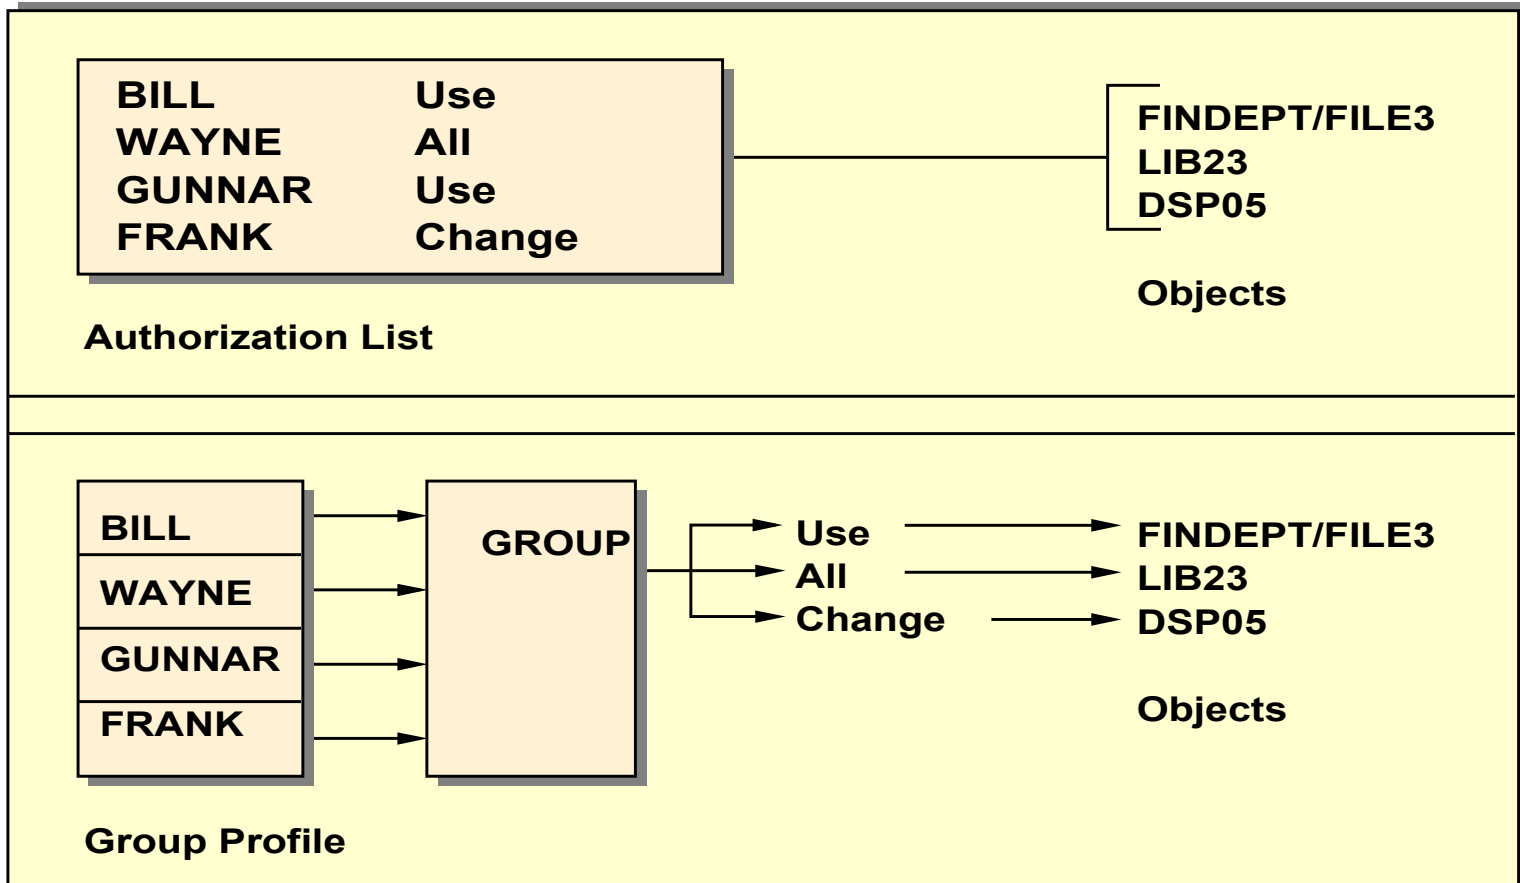 BILL Use
WAYNE All
GUNNAR Use
FRANK Change
FINDEPT/FILE3
LIB23
DSP05
Objects
Authorization List
BILL
WAYNE
GUNNAR
FRANK
GROUP
Use
All
Change
FINDEPT/FILE3
LIB23
DSP05
Objects
Group Profile